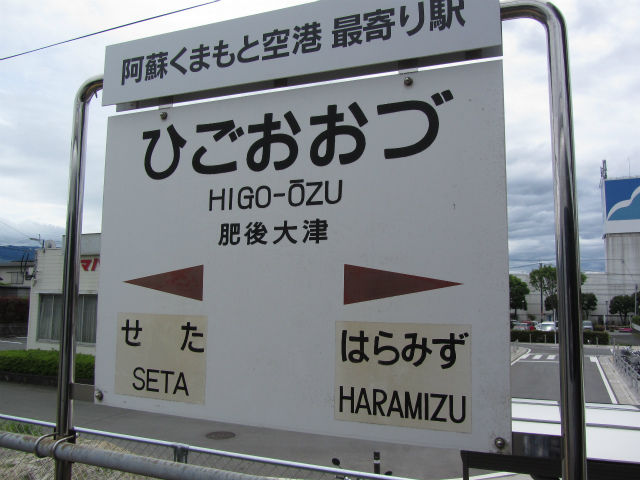 阿蘇くまもと空港 最寄り駅
ひごおおづ
HIGO-ŌZU
肥後大津
せた
SETA
はらみず
HARAMIZU